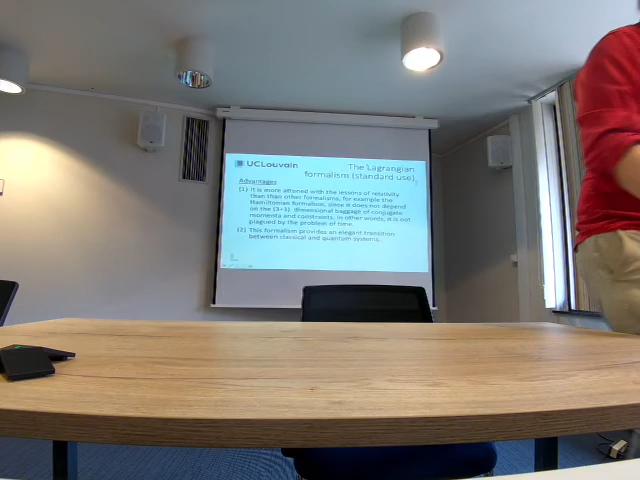 UCLouvain
The Lagrangian
formalism (standard use)
Advantages
(1) It is more attuned with the lessons of relativity
than than other formalisms, for example the
Hamiltonian formalism, since it does not depend
on the (3+1) dimensional baggage of conjugate
momenta and constraints. In other words, it is not
plagued by the problem of time.
(2) This formalism provides an elegant transition
between classical and quantum systems.